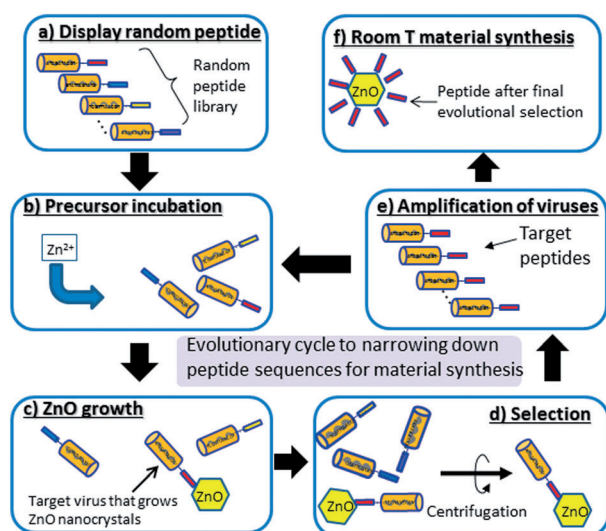 a) Display random peptide
Random
peptide
library
f) Room T material synthesis
ZnO
Peptide after final
evolutional selection
b) Precursor incubation
Zn²⁺
e) Amplification of viruses
Target
peptides
Evolutionary cycle to narrowing down
peptide sequences for material synthesis
c) ZnO growth
Target virus that grows
ZnO nanocrystals
ZnO
d) Selection
ZnO
Centrifugation
ZnO